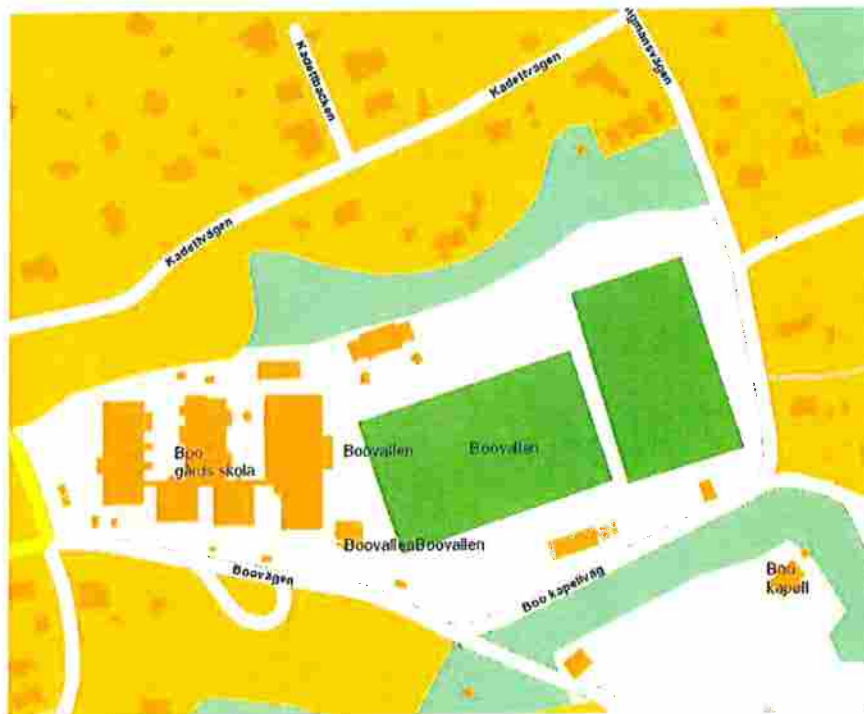 Kadettbacken
Kadettvägen
Kadettvägen
Boo
gårds skola
Boovallen
Boovallen
BoovallenBoovallen
Boovägen
Boo kapellväg
Boo
kapell